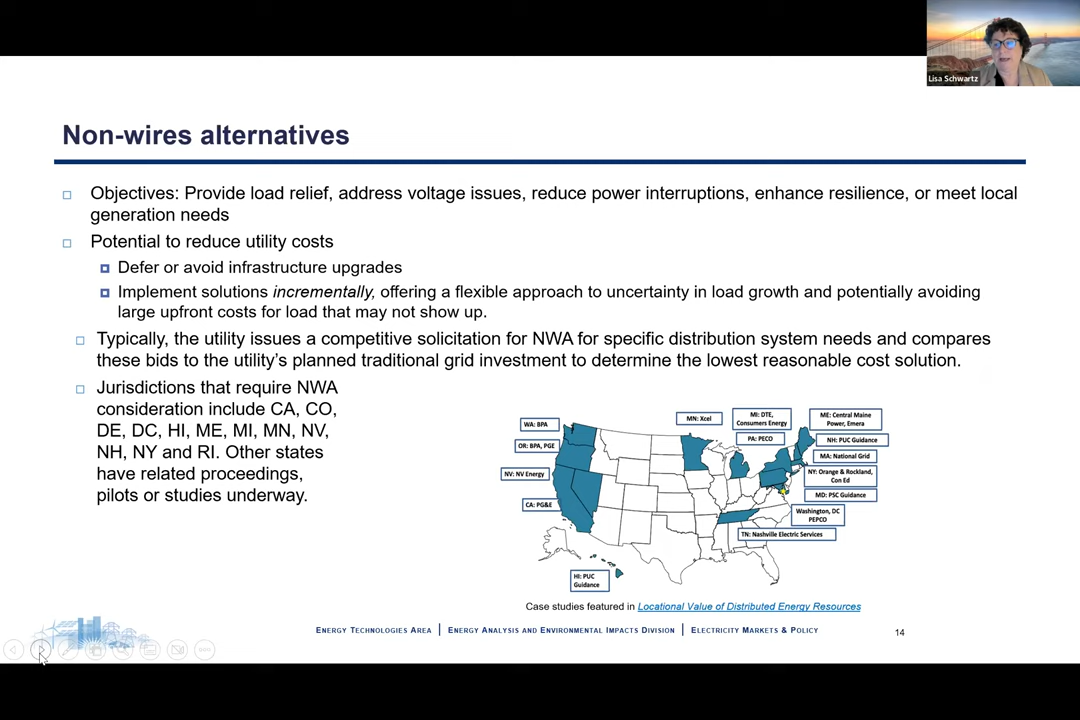 Lisa Schwartz
Non-wires alternatives
Objectives: Provide load relief, address voltage issues, reduce power interruptions, enhance resilience, or meet local
generation needs
Potential to reduce utility costs
Defer or avoid infrastructure upgrades
Implement solutions incrementally, offering a flexible approach to uncertainty in load growth and potentially avoiding
large upfront costs for load that may not show up.
Typically, the utility issues a competitive solicitation for NWA for specific distribution system needs and compares
these bids to the utility's planned traditional grid investment to determine the lowest reasonable cost solution.
Jurisdictions that require NWA
consideration include CA, CO,
DE, DC, HI, ME, MI, MN, NV,
NH, NY and RI. Other states
have related proceedings,
pilots or studies underway.
WA: BPA
OR: BPA, PGE
NV: NV Energy
CA: PG&E
HI: PUC
Guidance
MN: Xcel
MI: DTE,
Consumers Energy
PA: PECO
ME: Central Maine
Power, Emera
NH: PUC Guidance
MA: National Grid
NY: Orange & Rockland,
Con Ed
MD: PSC Guidance
Washington, DC
PEPCO
TN: Nashville Electric Services
Case studies featured in Locational Value of Distributed Energy Resources
ENERGY TECHNOLOGIES AREA | ENERGY ANALYSIS AND ENVIRONMENTAL IMPACTS DIVISION | ELECTRICITY MARKETS & POLICY
14